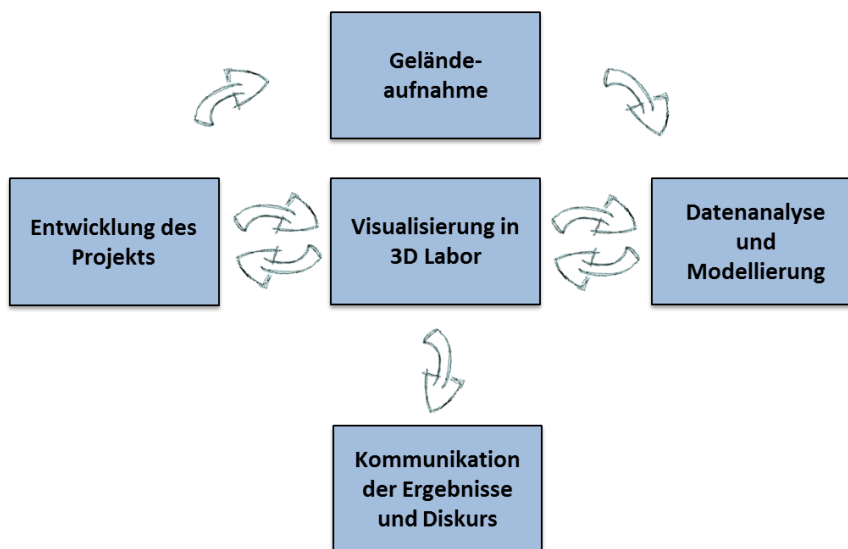 Gelände-
aufnahme
Entwicklung des
Projekts
Visualisierung in
3D Labor
Datenanalyse
und
Modellierung
Kommunikation
der Ergebnisse
und Diskurs